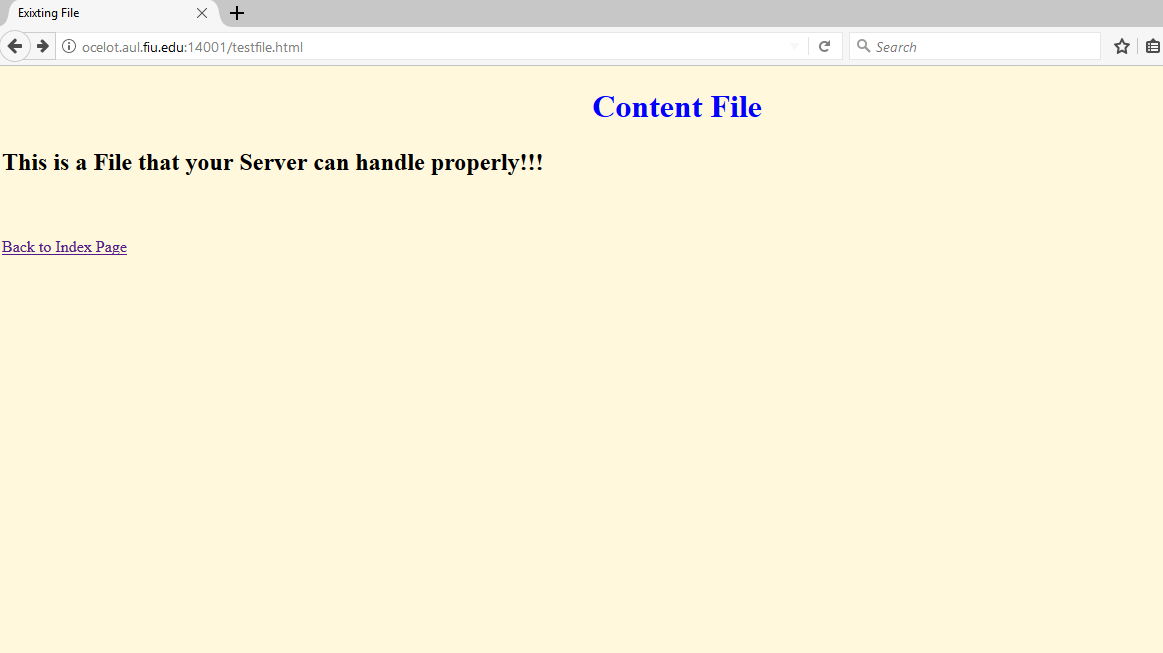 Exixting File
ocelot.aul.fiu.edu:14001/testfile.html
Search
Content File
This is a File that your Server can handle properly!!!
Back to Index Page